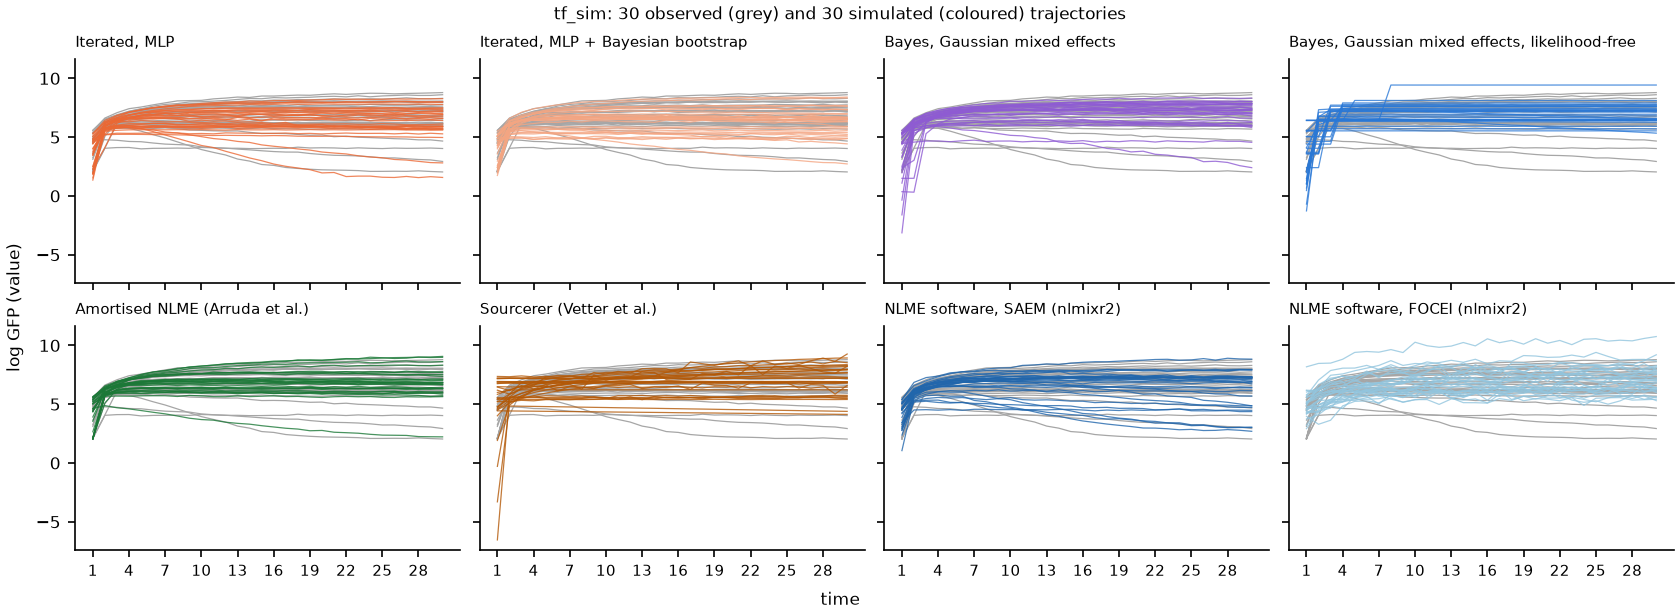 tf_sim: 30 observed (grey) and 30 simulated (coloured) trajectories
Iterated, MLP
Iterated, MLP + Bayesian bootstrap
Bayes, Gaussian mixed effects
Bayes, Gaussian mixed effects, likelihood-free
10
5
0
−5
log GFP (value)
Amortised NLME (Arruda et al.)
Sourcerer (Vetter et al.)
NLME software, SAEM (nlmixr2)
NLME software, FOCEI (nlmixr2)
10
5
0
−5
1 4 7 10 13 16 19 22 25 28
1 4 7 10 13 16 19 22 25 28
1 4 7 10 13 16 19 22 25 28
1 4 7 10 13 16 19 22 25 28
time